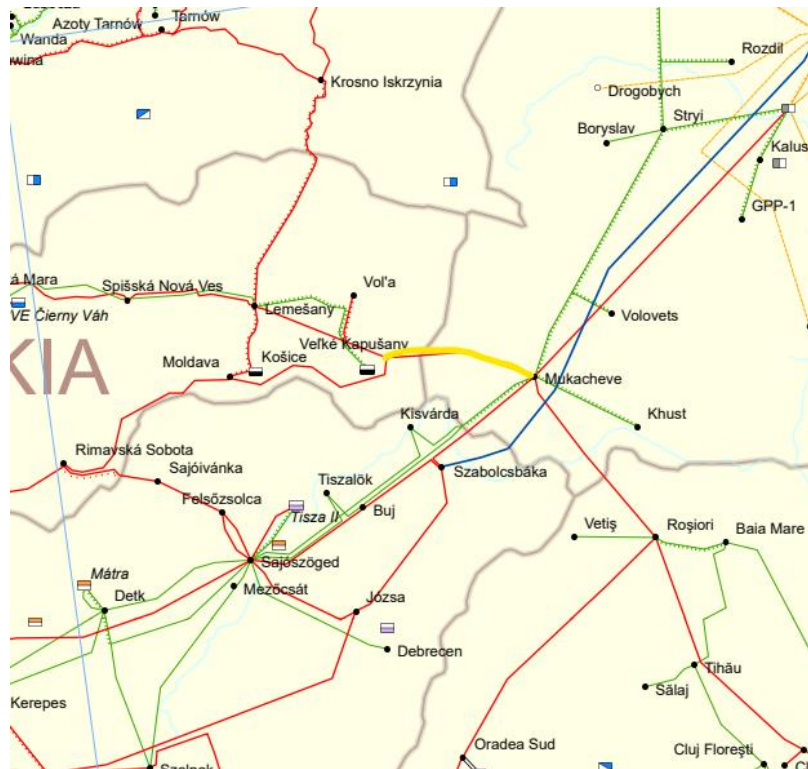 Azoty Tarnów
Tarnów
Wanda
Krosno Iskrzynia
Rozdil
Drogobych
Stryi
Boryslav
Kalus
GPP-1
á Mara
Spišská Nová Ves
Vol'a
VE Čierny Váh
Lemešany
Volovets
Veľké Kapušany
KIA
Moldava
Košice
Mukacheve
Kisvárda
Khust
Rimavská Sobota
Sajóivánka
Szabolcsbáka
Tiszalök
Felsőzsolca
Tisza II
Buj
Vetiş
Roşiori
Baia Mare
Sajószöged
Mátra
Mezőcsát
Detk
Józsa
Debrecen
Tihău
Sălaj
Kerepes
Oradea Sud
Cluj Floreşti